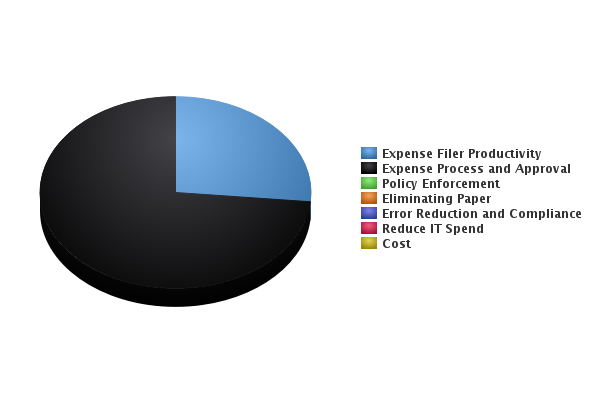 Expense Filer Productivity
Expense Process and Approval
Policy Enforcement
Eliminating Paper
Error Reduction and Compliance
Reduce IT Spend
Cost